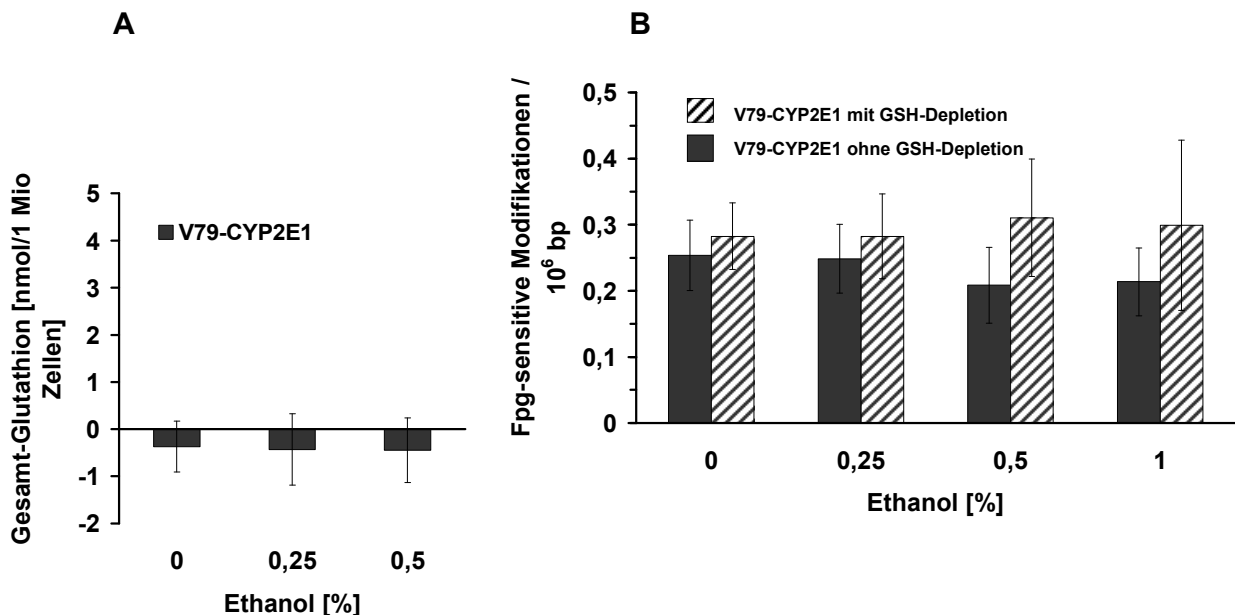 A
Gesamt-Glutathion [nmol/1 Mio
Zellen]
5
4
3
2
1
0
-1
-2
V79-CYP2E1
0 0,25 0,5
Ethanol [%]
B
Fpg-sensitive Modifikationen /
10⁶ bp
0,5
0,4
0,3
0,2
0,1
0
V79-CYP2E1 mit GSH-Depletion
V79-CYP2E1 ohne GSH-Depletion
0 0,25 0,5 1
Ethanol [%]